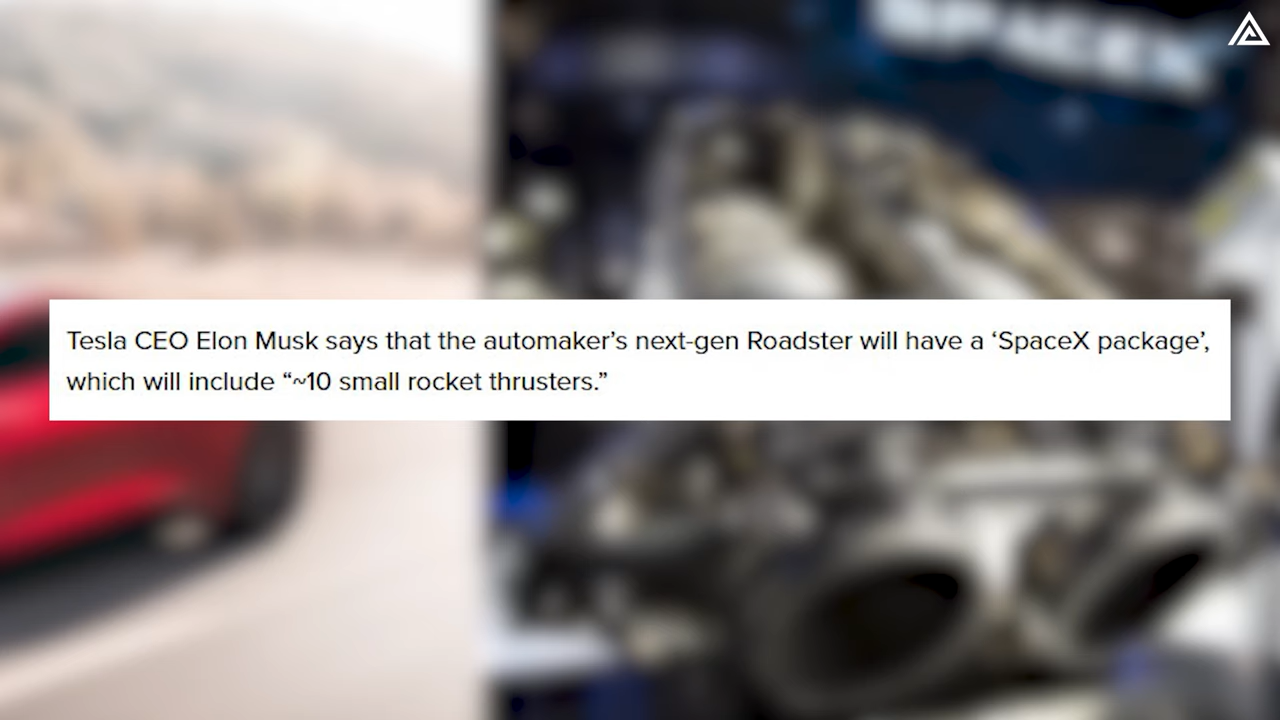 SPACEX
Tesla CEO Elon Musk says that the automaker’s next-gen Roadster will have a ‘SpaceX package’,
which will include “~10 small rocket thrusters.”